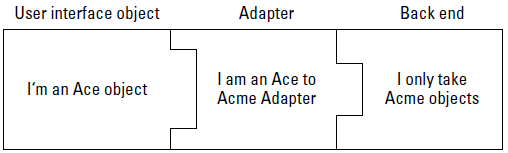 User interface object
Adapter
Back end
I'm an Ace object
I am an Ace to
Acme Adapter
I only take
Acme objects